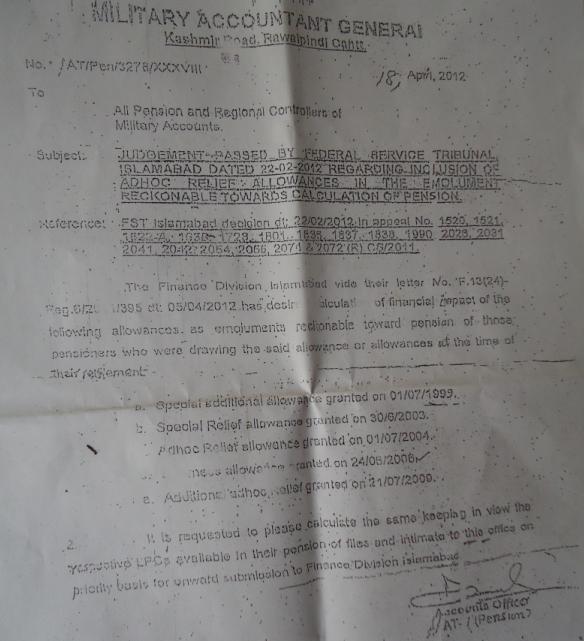 MILITARY ACCOUNTANT GENERAL
Kashmir Road, Rawalpindi Cantt.
No. /AT/Pen/3278/XXXVIII
18, April, 2012
To
All Pension and Regional Controllers of
Military Accounts.
Subject: JUDGEMENT PASSED BY FEDERAL SERVICE TRIBUNAL
ISLAMABAD DATED 22-02-2012 REGARDING INCLUSION OF
ADHOC RELIEF ALLOWANCES IN THE EMOLUMENT
RECKONABLE TOWARDS CALCULATION OF PENSION.
Reference: FST Islamabad decision dt: 22/02/2012 in appeal No. 1520, 1521,
1801, 1836, 1837, 1838, 1990, 2031
2041, 2042, 2054, 2055, 2071 & 2072 (R) CS/2011.
The Finance Division, Islamabad vide their letter No. F.13(24)-
dt: 05/04/2012 has of financial impact of the
following allowances, as emoluments reckonable toward pension of those
pensioners who were drawing the said allowance or allowances at the time of
their retirement-
a. Special additional allowance granted on 01/07/1999.
b. Special Relief allowance granted on 30/6/2003.
Adhoc Relief allowance granted on 01/07/2004.
granted on 24/06/2006
e. Additional adhoc relief granted on 21/07/2009.
2. It is requested to please calculate the same keeping in view the
respective LPCs available in their pension of files and intimate to this office on
priority basis for onward submission to Finance Division Islamabad
Accounts Officer
AT- (Pension)